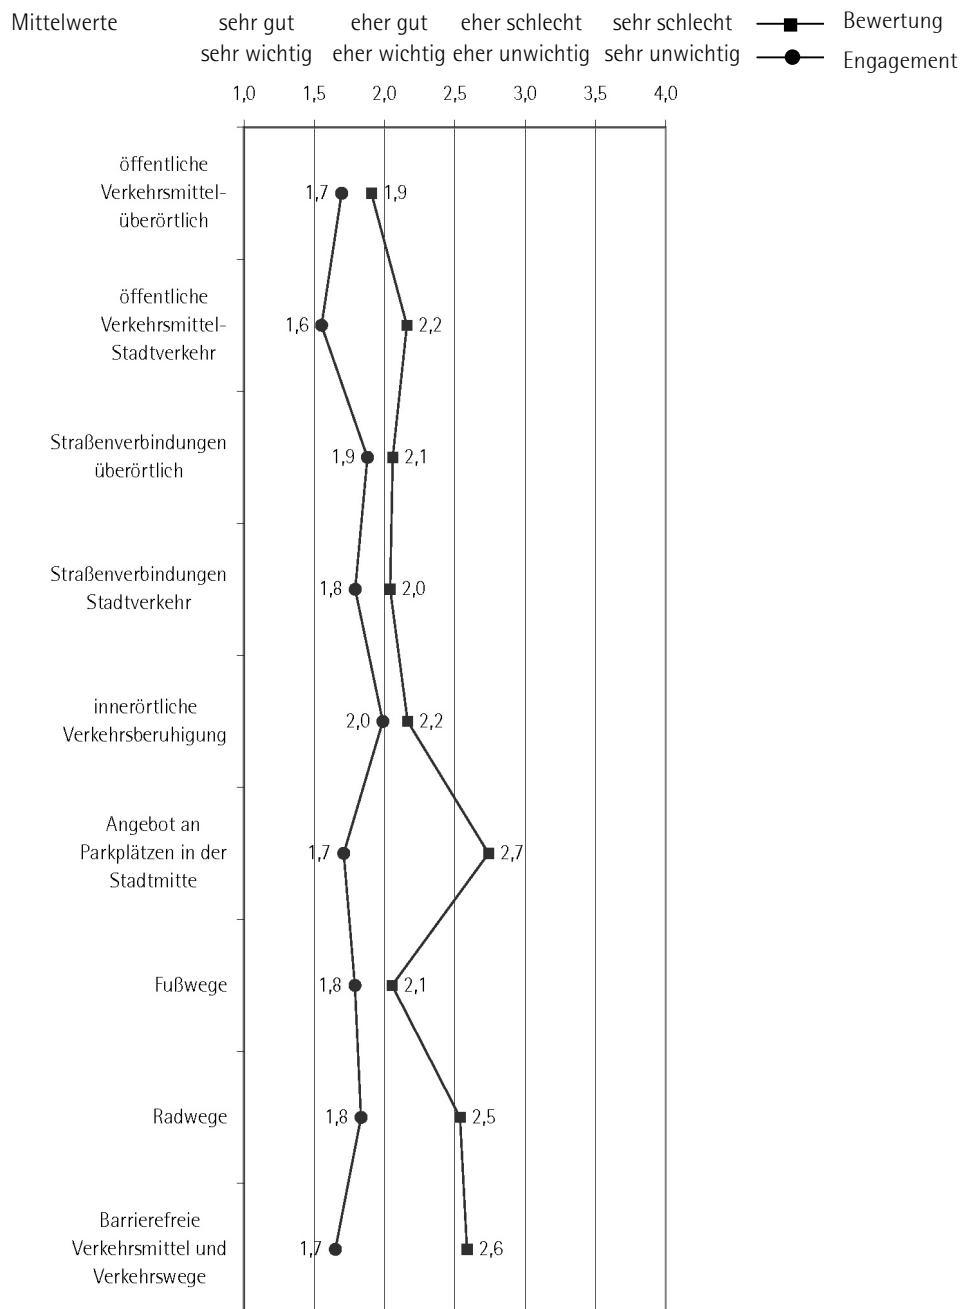 Mittelwerte sehr gut eher gut eher schlecht sehr schlecht Bewertung
sehr wichtig eher wichtig eher unwichtig sehr unwichtig Engagement
1,0 1,5 2,0 2,5 3,0 3,5 4,0
öffentliche
Verkehrsmittel-
überörtlich
1,7 1,9
öffentliche
Verkehrsmittel-
Stadtverkehr
1,6 2,2
Straßenverbindungen
überörtlich
1,9 2,1
Straßenverbindungen
Stadtverkehr
1,8 2,0
innerörtliche
Verkehrsberuhigung
2,0 2,2
Angebot an
Parkplätzen in der
Stadtmitte
1,7 2,7
Fußwege 1,8 2,1
Radwege 1,8 2,5
Barrierefreie
Verkehrsmittel und
Verkehrswege
1,7 2,6